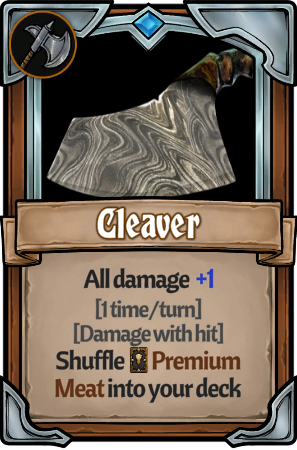 Cleaver
All damage +1
[1 time/turn]
[Damage with hit]
Shuffle Premium
Meat into your deck